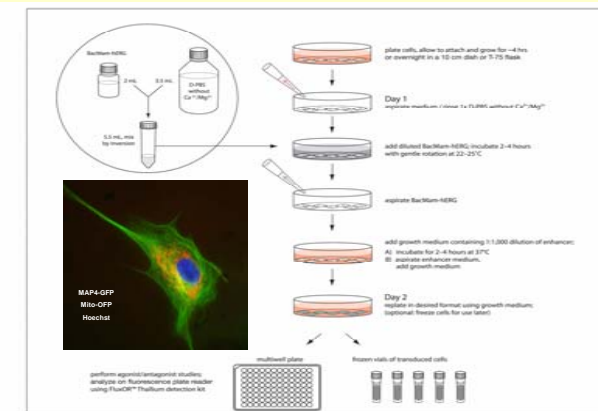 BacMam-hERG
2 mL
3.5 mL
D-PBS
without
Ca²⁺/Mg²⁺
5.5 mL, mix
by inversion
plate cells, allow to attach and grow for ~4 hrs
or overnight in a 10 cm dish or T-75 flask
Day 1
aspirate medium / rinse 1x D-PBS without Ca²⁺/Mg²⁺
add diluted BacMam-hERG; incubate 2–4 hours
with gentle rotation at 22–25°C
aspirate BacMam-hERG
add growth medium containing 1:1,000 dilution of enhancer;
A) incubate for 2–4 hours at 37°C
B) aspirate enhancer medium,
add growth medium
Day 2
replate in desired format using growth medium;
(optional: freeze cells for use later)
MAP4-GFP
Mito-OFP
Hoechst
multiwell plate
frozen vials of transduced cells
perform agonist/antagonist studies;
analyze on fluorescence plate reader
using FluxOR™ Thallium detection kit